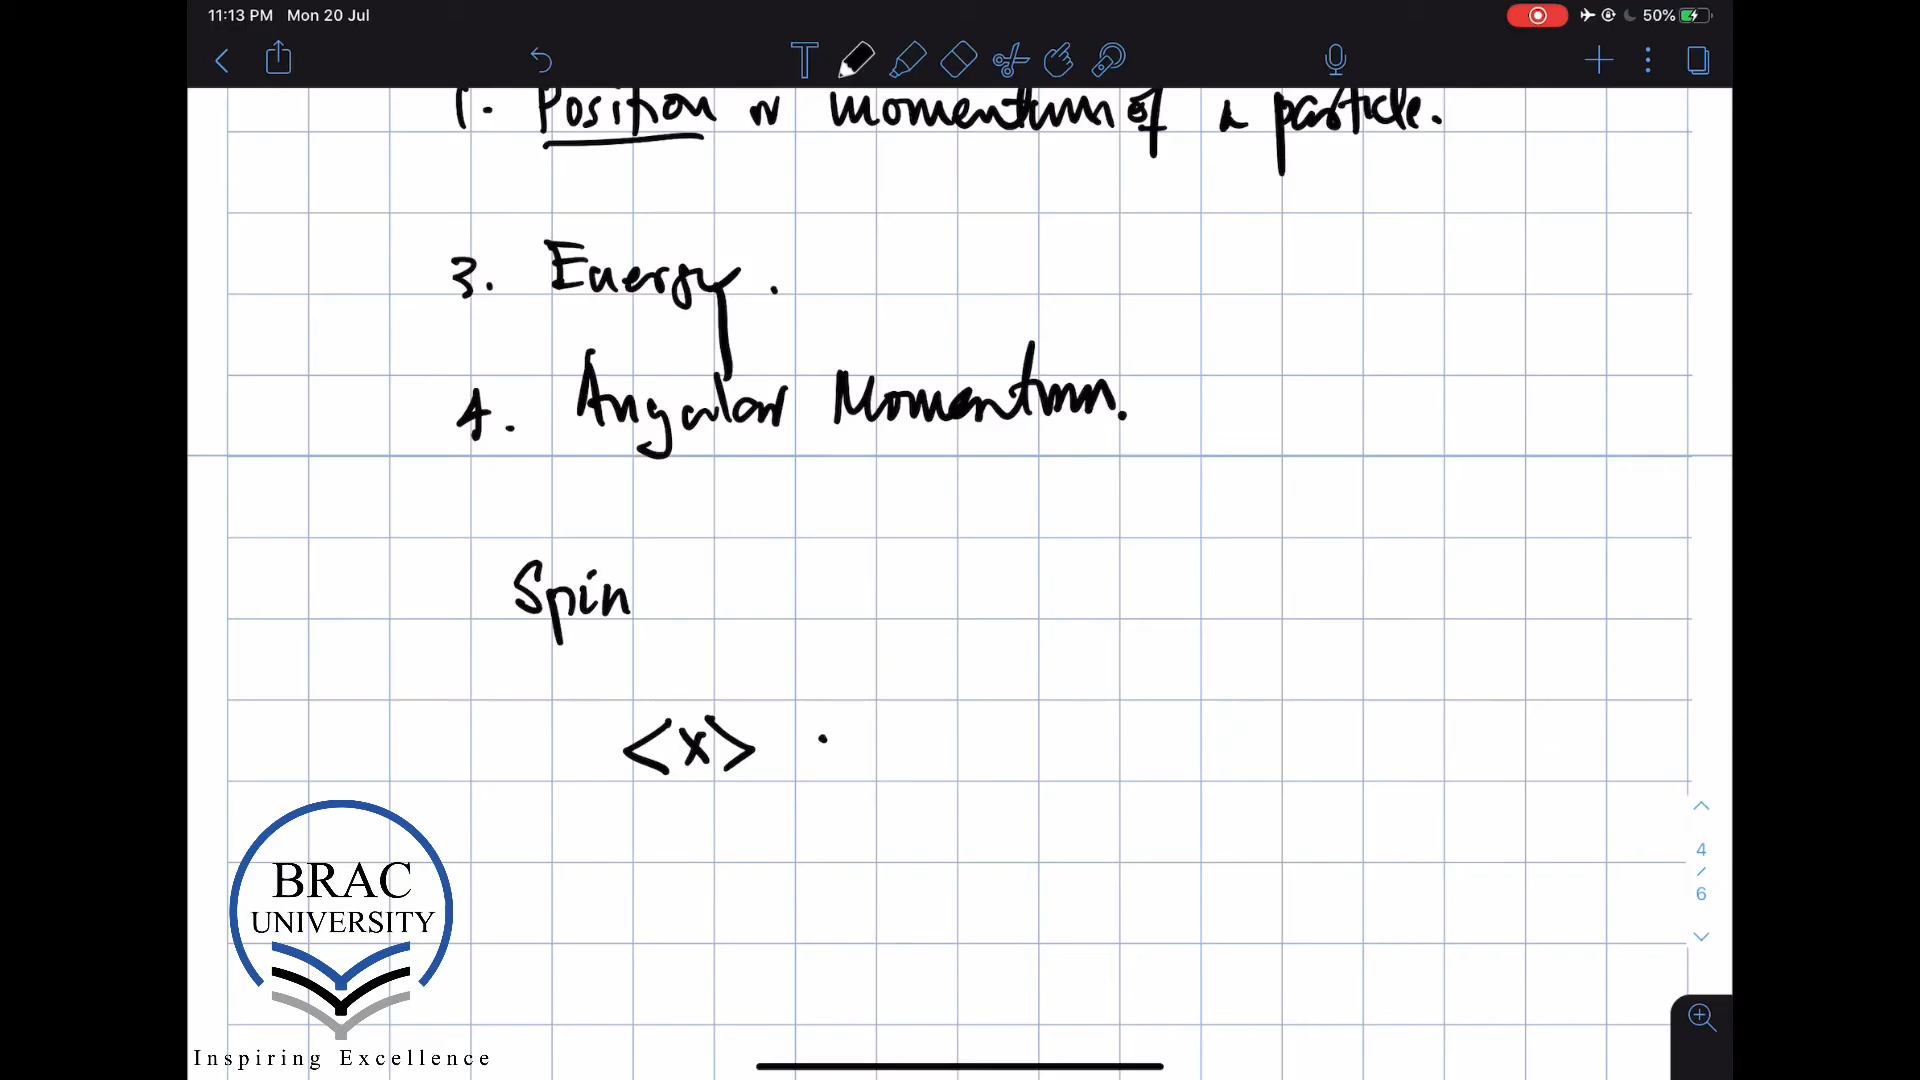 11:13 PM Mon 20 Jul 50%
1. Position or momentum of a particle.
3. Energy.
4. Angular Momentum.
Spin
<x>
4
/
6
BRAC
UNIVERSITY
Inspiring Excellence